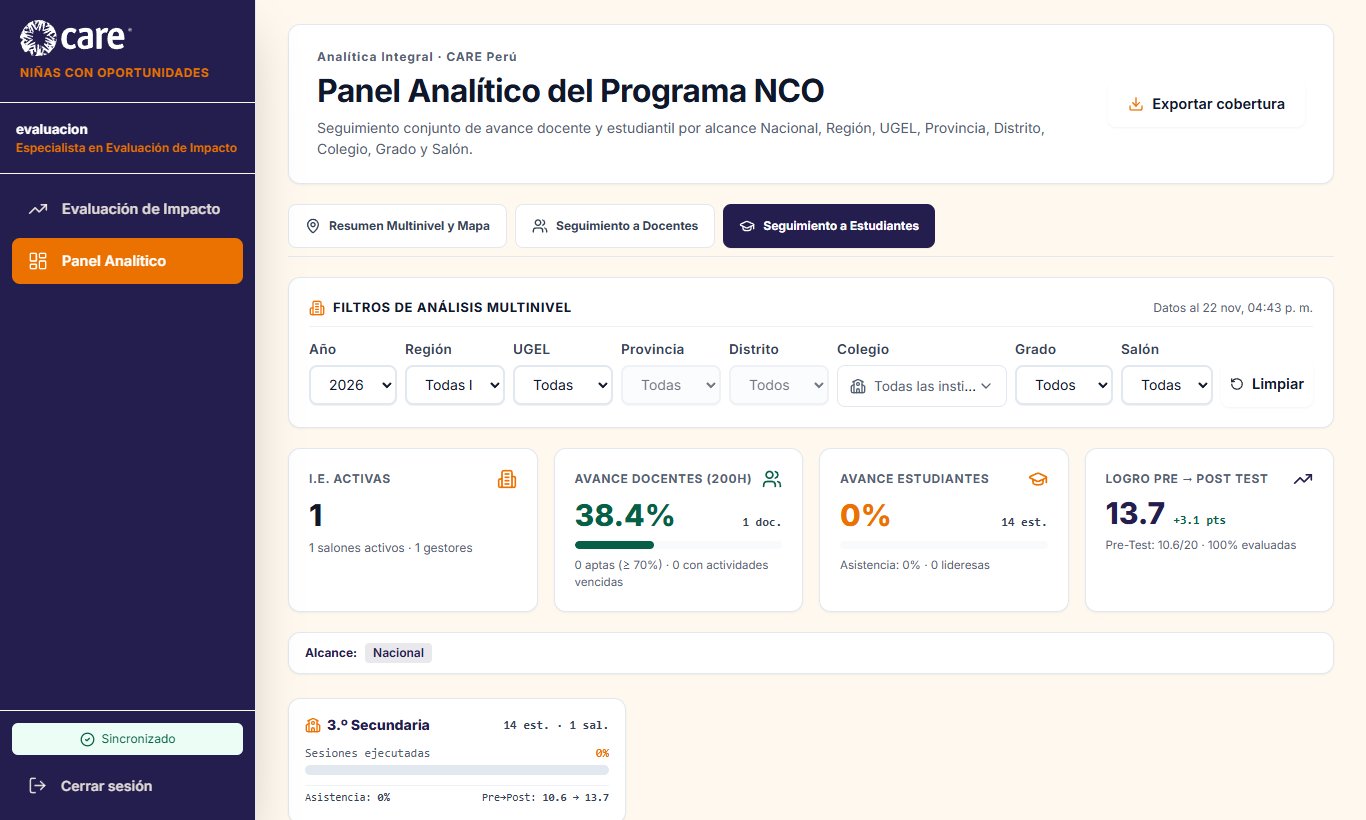 care
NIÑAS CON OPORTUNIDADES
evaluacion
Especialista en Evaluación de Impacto
Evaluación de Impacto
Panel Analítico
Sincronizado
Cerrar sesión
Analítica Integral · CARE Perú
Panel Analítico del Programa NCO
Seguimiento conjunto de avance docente y estudiantil por alcance Nacional, Región, UGEL, Provincia, Distrito,
Colegio, Grado y Salón.
Exportar cobertura
Resumen Multinivel y Mapa
Seguimiento a Docentes
Seguimiento a Estudiantes
FILTROS DE ANÁLISIS MULTINIVEL
Datos al 22 nov, 04:43 p. m.
Año
Región
UGEL
Provincia
Distrito
Colegio
Grado
Salón
2026
Todas l
Todas
Todas
Todos
Todas las insti...
Todos
Todas
Limpiar
I.E. ACTIVAS
1
1 salones activos · 1 gestores
AVANCE DOCENTES (200H)
38.4%
1 doc.
0 aptas (≥ 70%) · 0 con actividades
vencidas
AVANCE ESTUDIANTES
0%
14 est.
Asistencia: 0% · 0 lideresas
LOGRO PRE → POST TEST
13.7 +3.1 pts
Pre-Test: 10.6/20 · 100% evaluadas
Alcance: Nacional
3.º Secundaria
14 est. · 1 sal.
Sesiones ejecutadas
0%
Asistencia: 0%
Pre→Post: 10.6 → 13.7